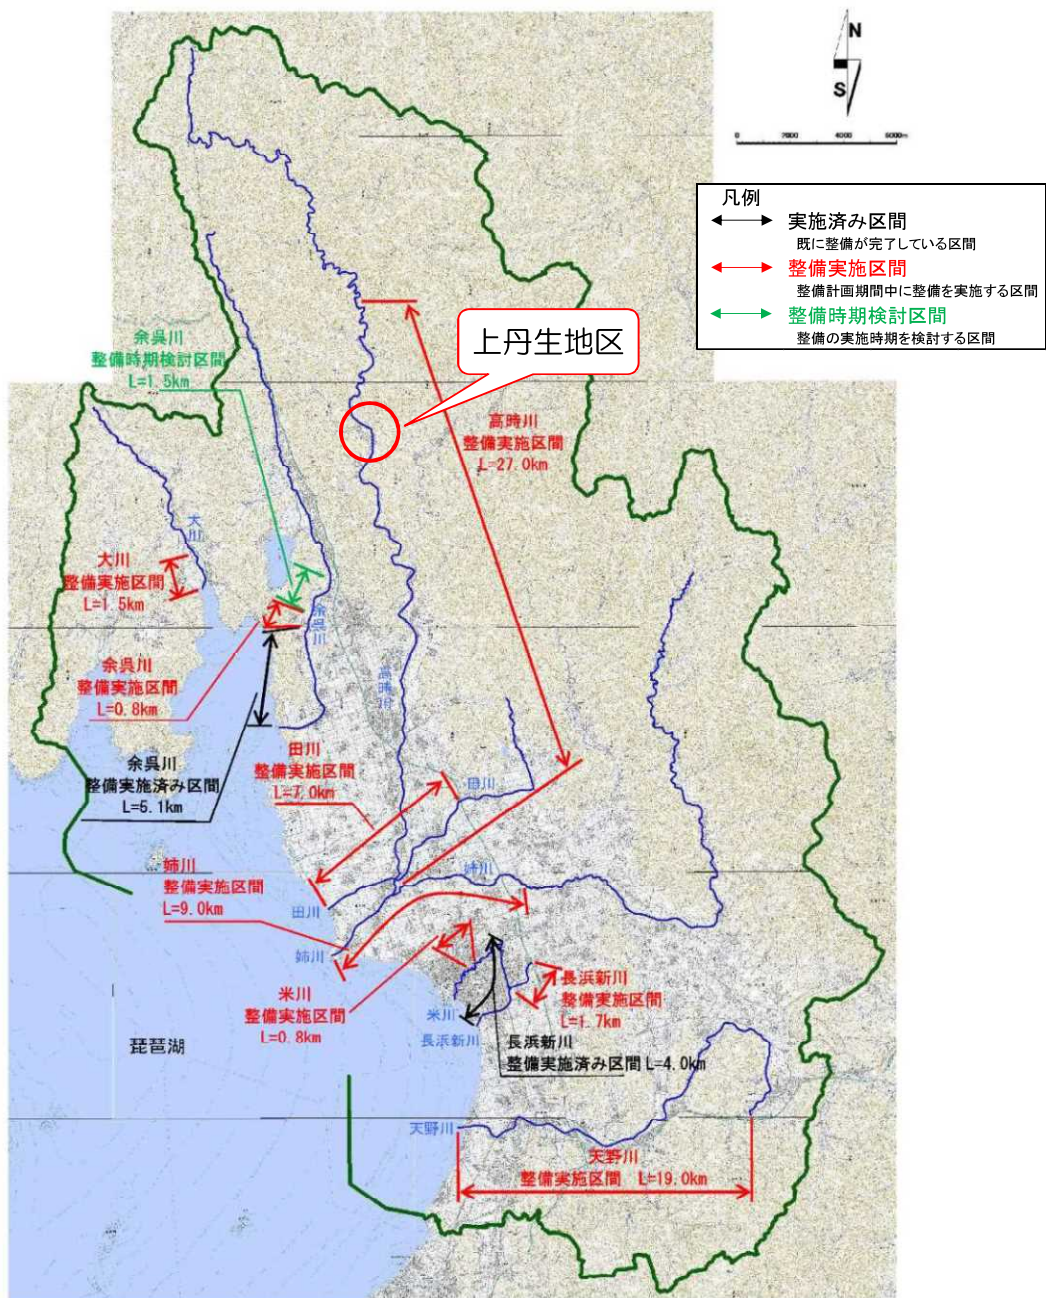 N
S
0
2000
4000
6000m
凡例
実施済み区間
既に整備が完了している区間
整備実施区間
整備計画期間中に整備を実施する区間
整備時期検討区間
整備の実施時期を検討する区間
余呉川
整備時期検討区間
L=1.5km
上丹生地区
高時川
整備実施区間
L=27.0km
大川
大川
整備実施区間
L=1.5km
余呉川
余呉川
整備実施区間
L=0.8km
高時川
余呉川
整備実施済み区間
L=5.1km
田川
整備実施区間
L=7.0km
田川
姉川
姉川
整備実施区間
L=9.0km
田川
姉川
米川
整備実施区間
L=0.8km
長浜新川
整備実施区間
L=1.7km
米川
長浜新川
長浜新川
整備実施済み区間 L=4.0km
琵琶湖
天野川
天野川
整備実施区間 L=19.0km